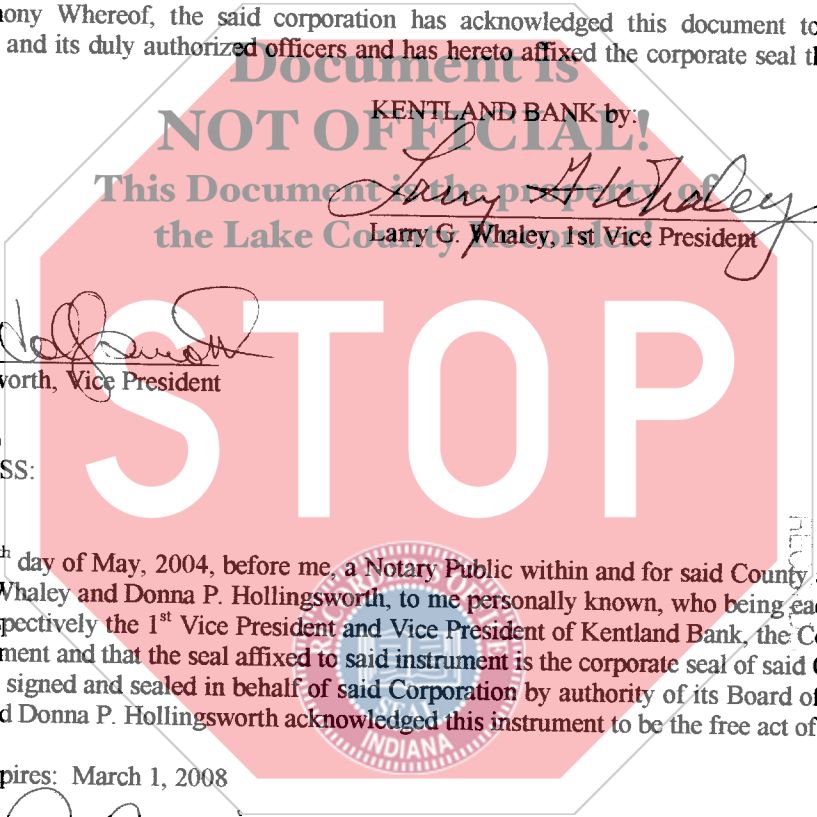 ony Whereof, the said corporation has acknowledged this document to
and its duly authorized officers and has hereto affixed the corporate seal th
Document is
KENTLAND BANK by:
NOT OFFICIAL!
This Document is the property of
the Lake County Recorder!
Larry G. Whaley
Larry G. Whaley, 1st Vice President
STOP
worth, Vice President
SS:
th day of May, 2004, before me, a Notary Public within and for said County
Whaley and Donna P. Hollingsworth, to me personally known, who being eac
pectively the 1st Vice President and Vice President of Kentland Bank, the Co
ment and that the seal affixed to said instrument is the corporate seal of said
signed and sealed in behalf of said Corporation by authority of its Board of
d Donna P. Hollingsworth acknowledged this instrument to be the free act of
SEAL
INDIANA
pires: March 1, 2008